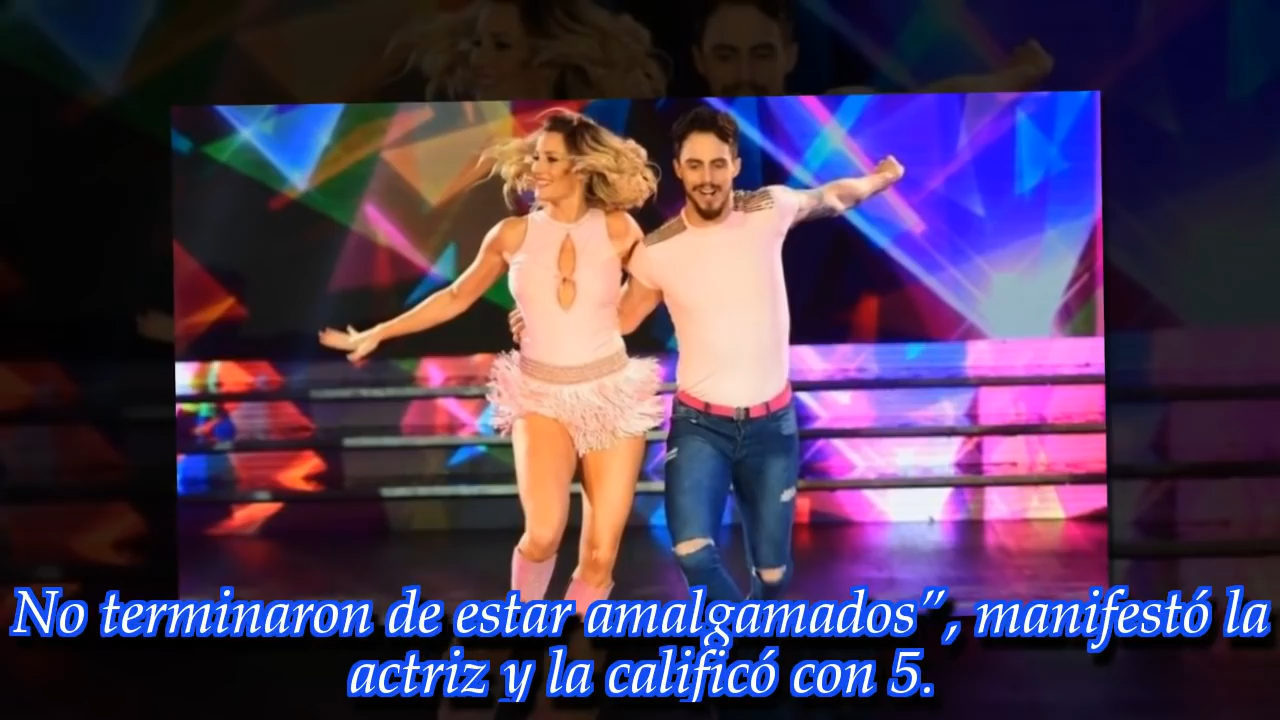 No terminaron de estar amalgamados”, manifestó la
actriz y la calificó con 5.